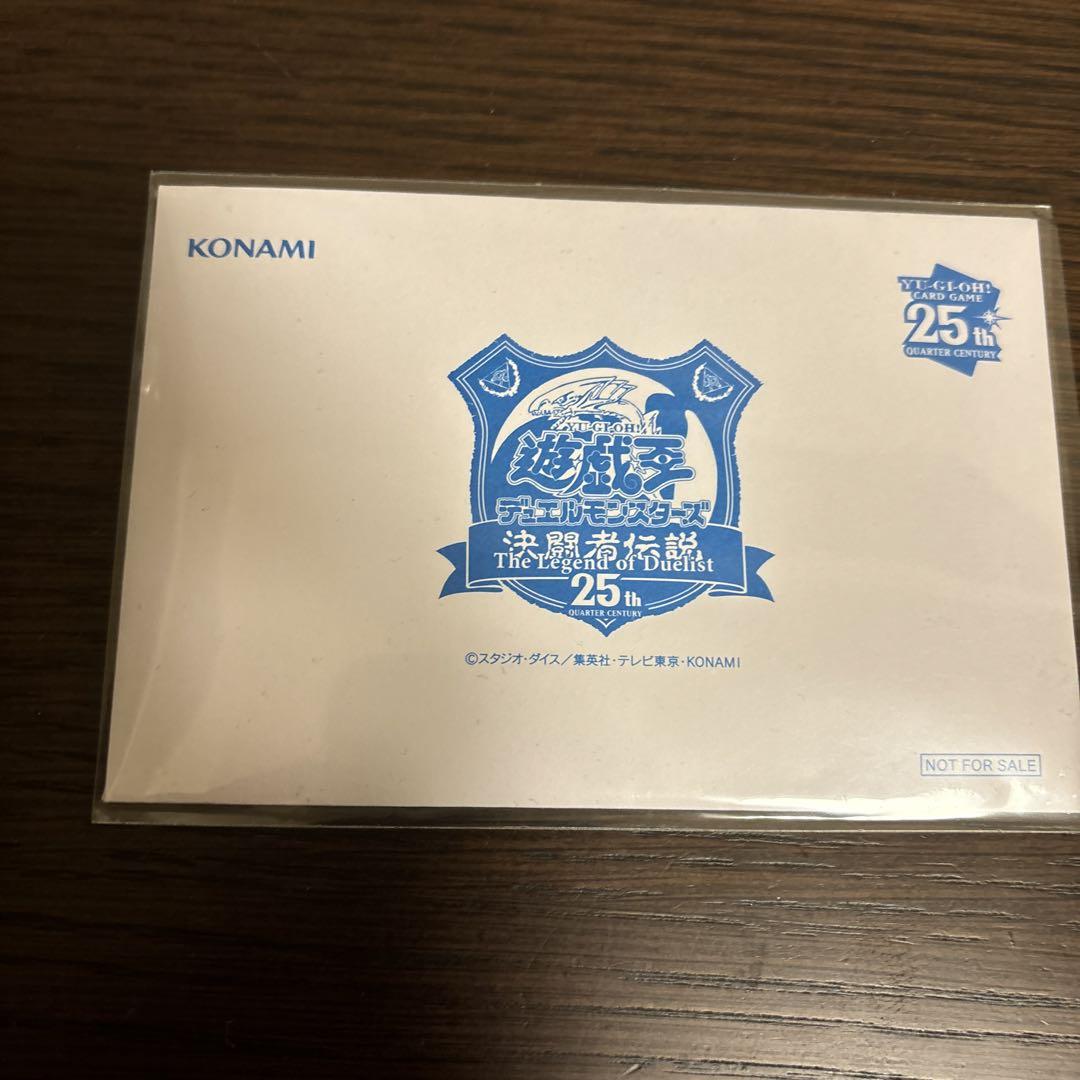 KONAMI
YU-GI-OH!
CARD GAME
25th
QUARTER CENTURY
YU-GI-OH!
遊戯王
デュエルモンスターズ
決闘者伝説
The Legend of Duelist
25th
QUARTER CENTURY
©スタジオ・ダイス/集英社・テレビ東京・KONAMI
NOT FOR SALE